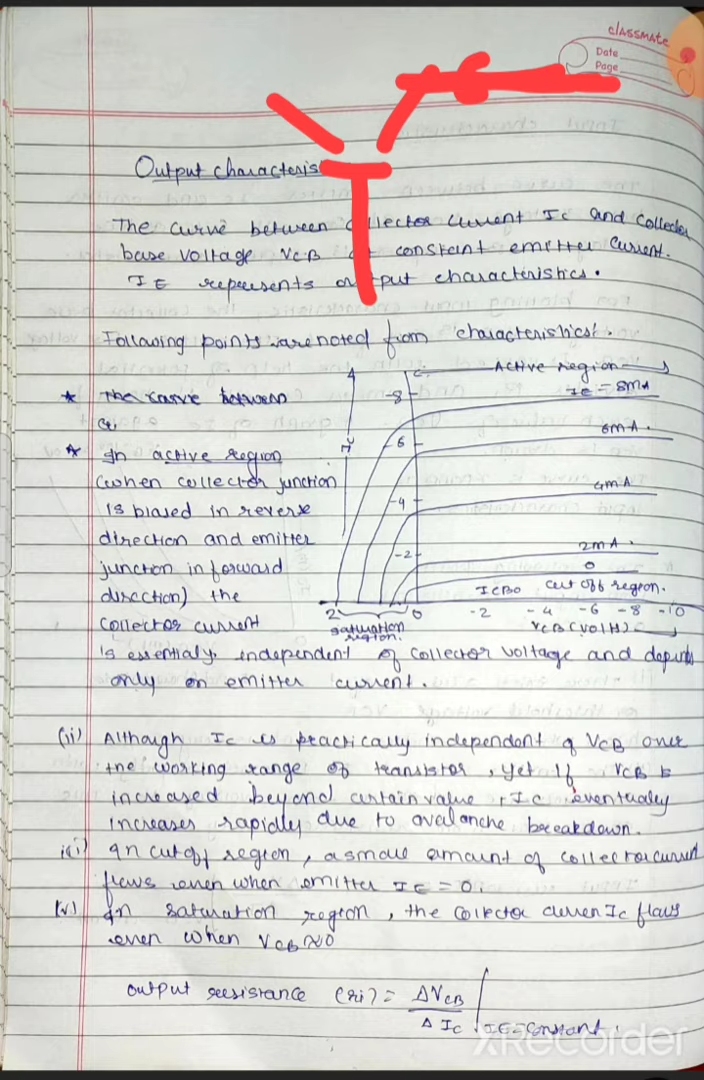 classmate
Date
Page
Output characteris
The curve between collector current Ic and collector
base voltage VCB at constant emitter current.
IE represents output characteristics.
Following points are noted from characteristics:
Active region
* The curve between
-8 IE = 8mA
* In active region
-6 6mA.
(when collector junction
is biased in reverse
-4 4mA.
direction and emitter
-2 2mA.
junction in forward
0
direction) the
ICBO cut off region.
2 0 -2 -4 -6 -8 -10
collector current
saturation region. VCB (volt)
is essentialy independent of collector voltage and depends
only on emitter current.
(ii) Although Ic is practically independent of VCB over
the working range of transistor, yet if VCB is
increased beyond certain value, Ic eventually
increases rapidly due to avalanche breakdown.
In cutoff region, a small amount of collector current
flows even when emitter IE = 0.
In saturation region, the collector curren Ic flows
even when VCB ≈ 0
output resistance (ri) = ΔVCB / ΔIc | IE = constant.
XRecorder